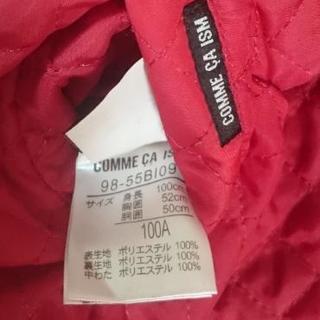 COMME ÇA ISM
COMME ÇA ISM
98-55BI09
サイズ 身長 100cm
胸囲 52cm
胴囲 50cm
100A
表生地 ポリエステル 100%
裏生地 ポリエステル 100%
中わた ポリエステル 100%